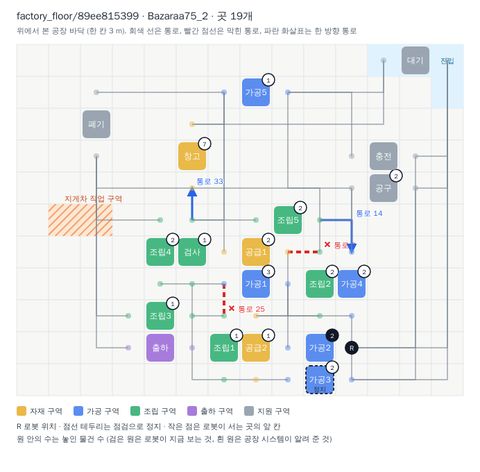 factory_floor/89ee815399 · Bazaraa75_2 · 곳 19개
위에서 본 공장 바닥 (한 칸 3 m). 회색 선은 통로, 빨간 점선은 막힌 통로, 파란 화살표는 한 방향 통로
대기
진입
가공5
1
폐기
창고
7
충전
지게차 작업 구역
통로 33
공구
2
조립5
2
통로 14
조립4
2
검사
1
공급1
2
✕ 통로
가공1
3
조립2
2
가공4
2
조립3
1
✕ 통로 25
출하
조립1
1
공급2
1
가공2
2
R
가공3
2
정지
자재 구역
가공 구역
조립 구역
출하 구역
지원 구역
R 로봇 위치 · 점선 테두리는 점검으로 정지 · 작은 점은 로봇이 서는 곳의 앞 칸
원 안의 수는 놓인 물건 수 (검은 원은 로봇이 지금 보는 것, 흰 원은 공장 시스템이 알려 준 것)